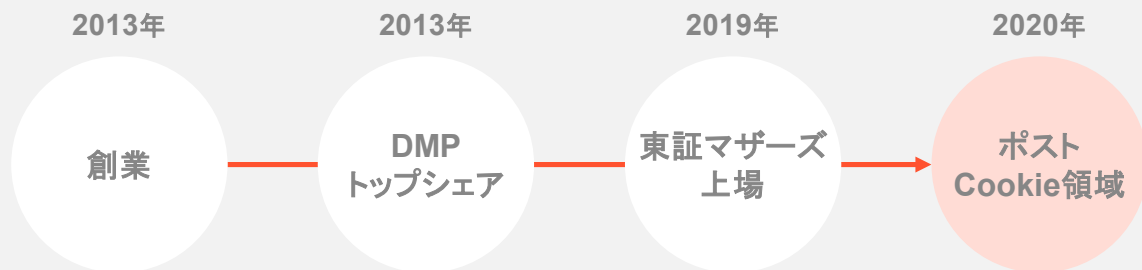 2013年
2013年
2019年
2020年
創業
DMP
トップシェア
東証マザーズ
上場
ポスト
Cookie領域